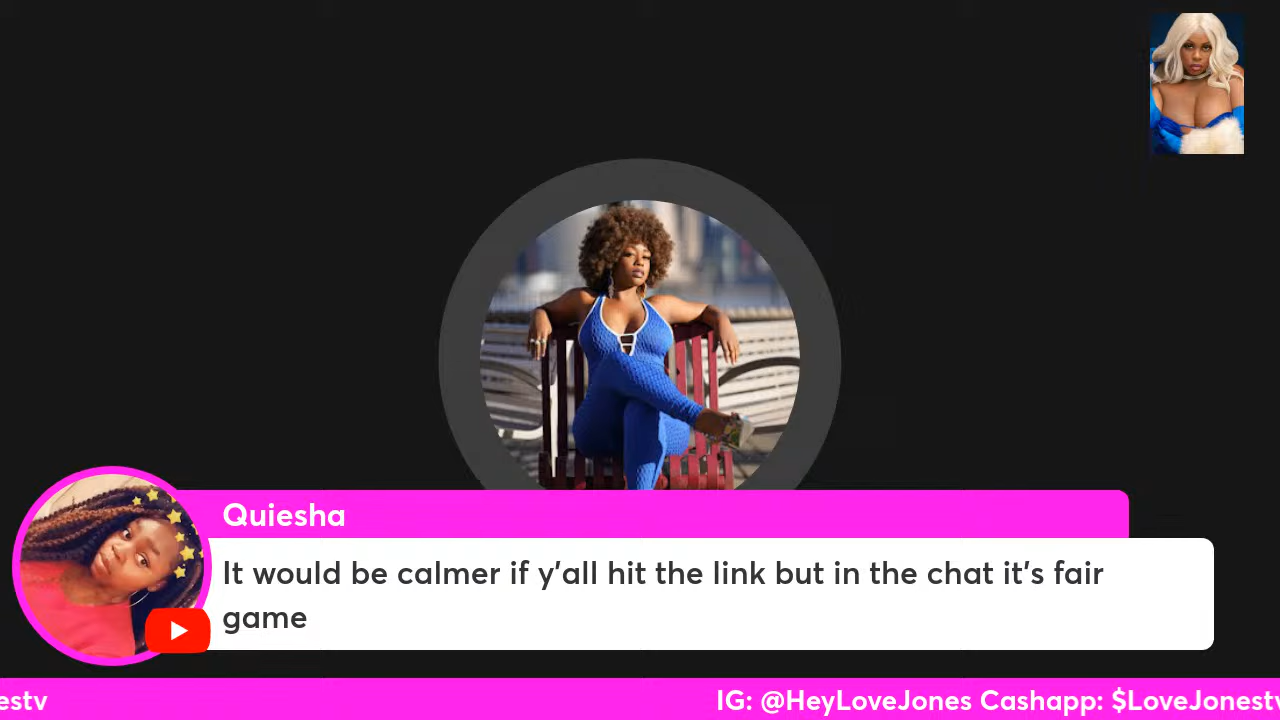 Quiesha
It would be calmer if y'all hit the link but in the chat it's fair
game
estv IG: @HeyLoveJones Cashapp: $LoveJonestv